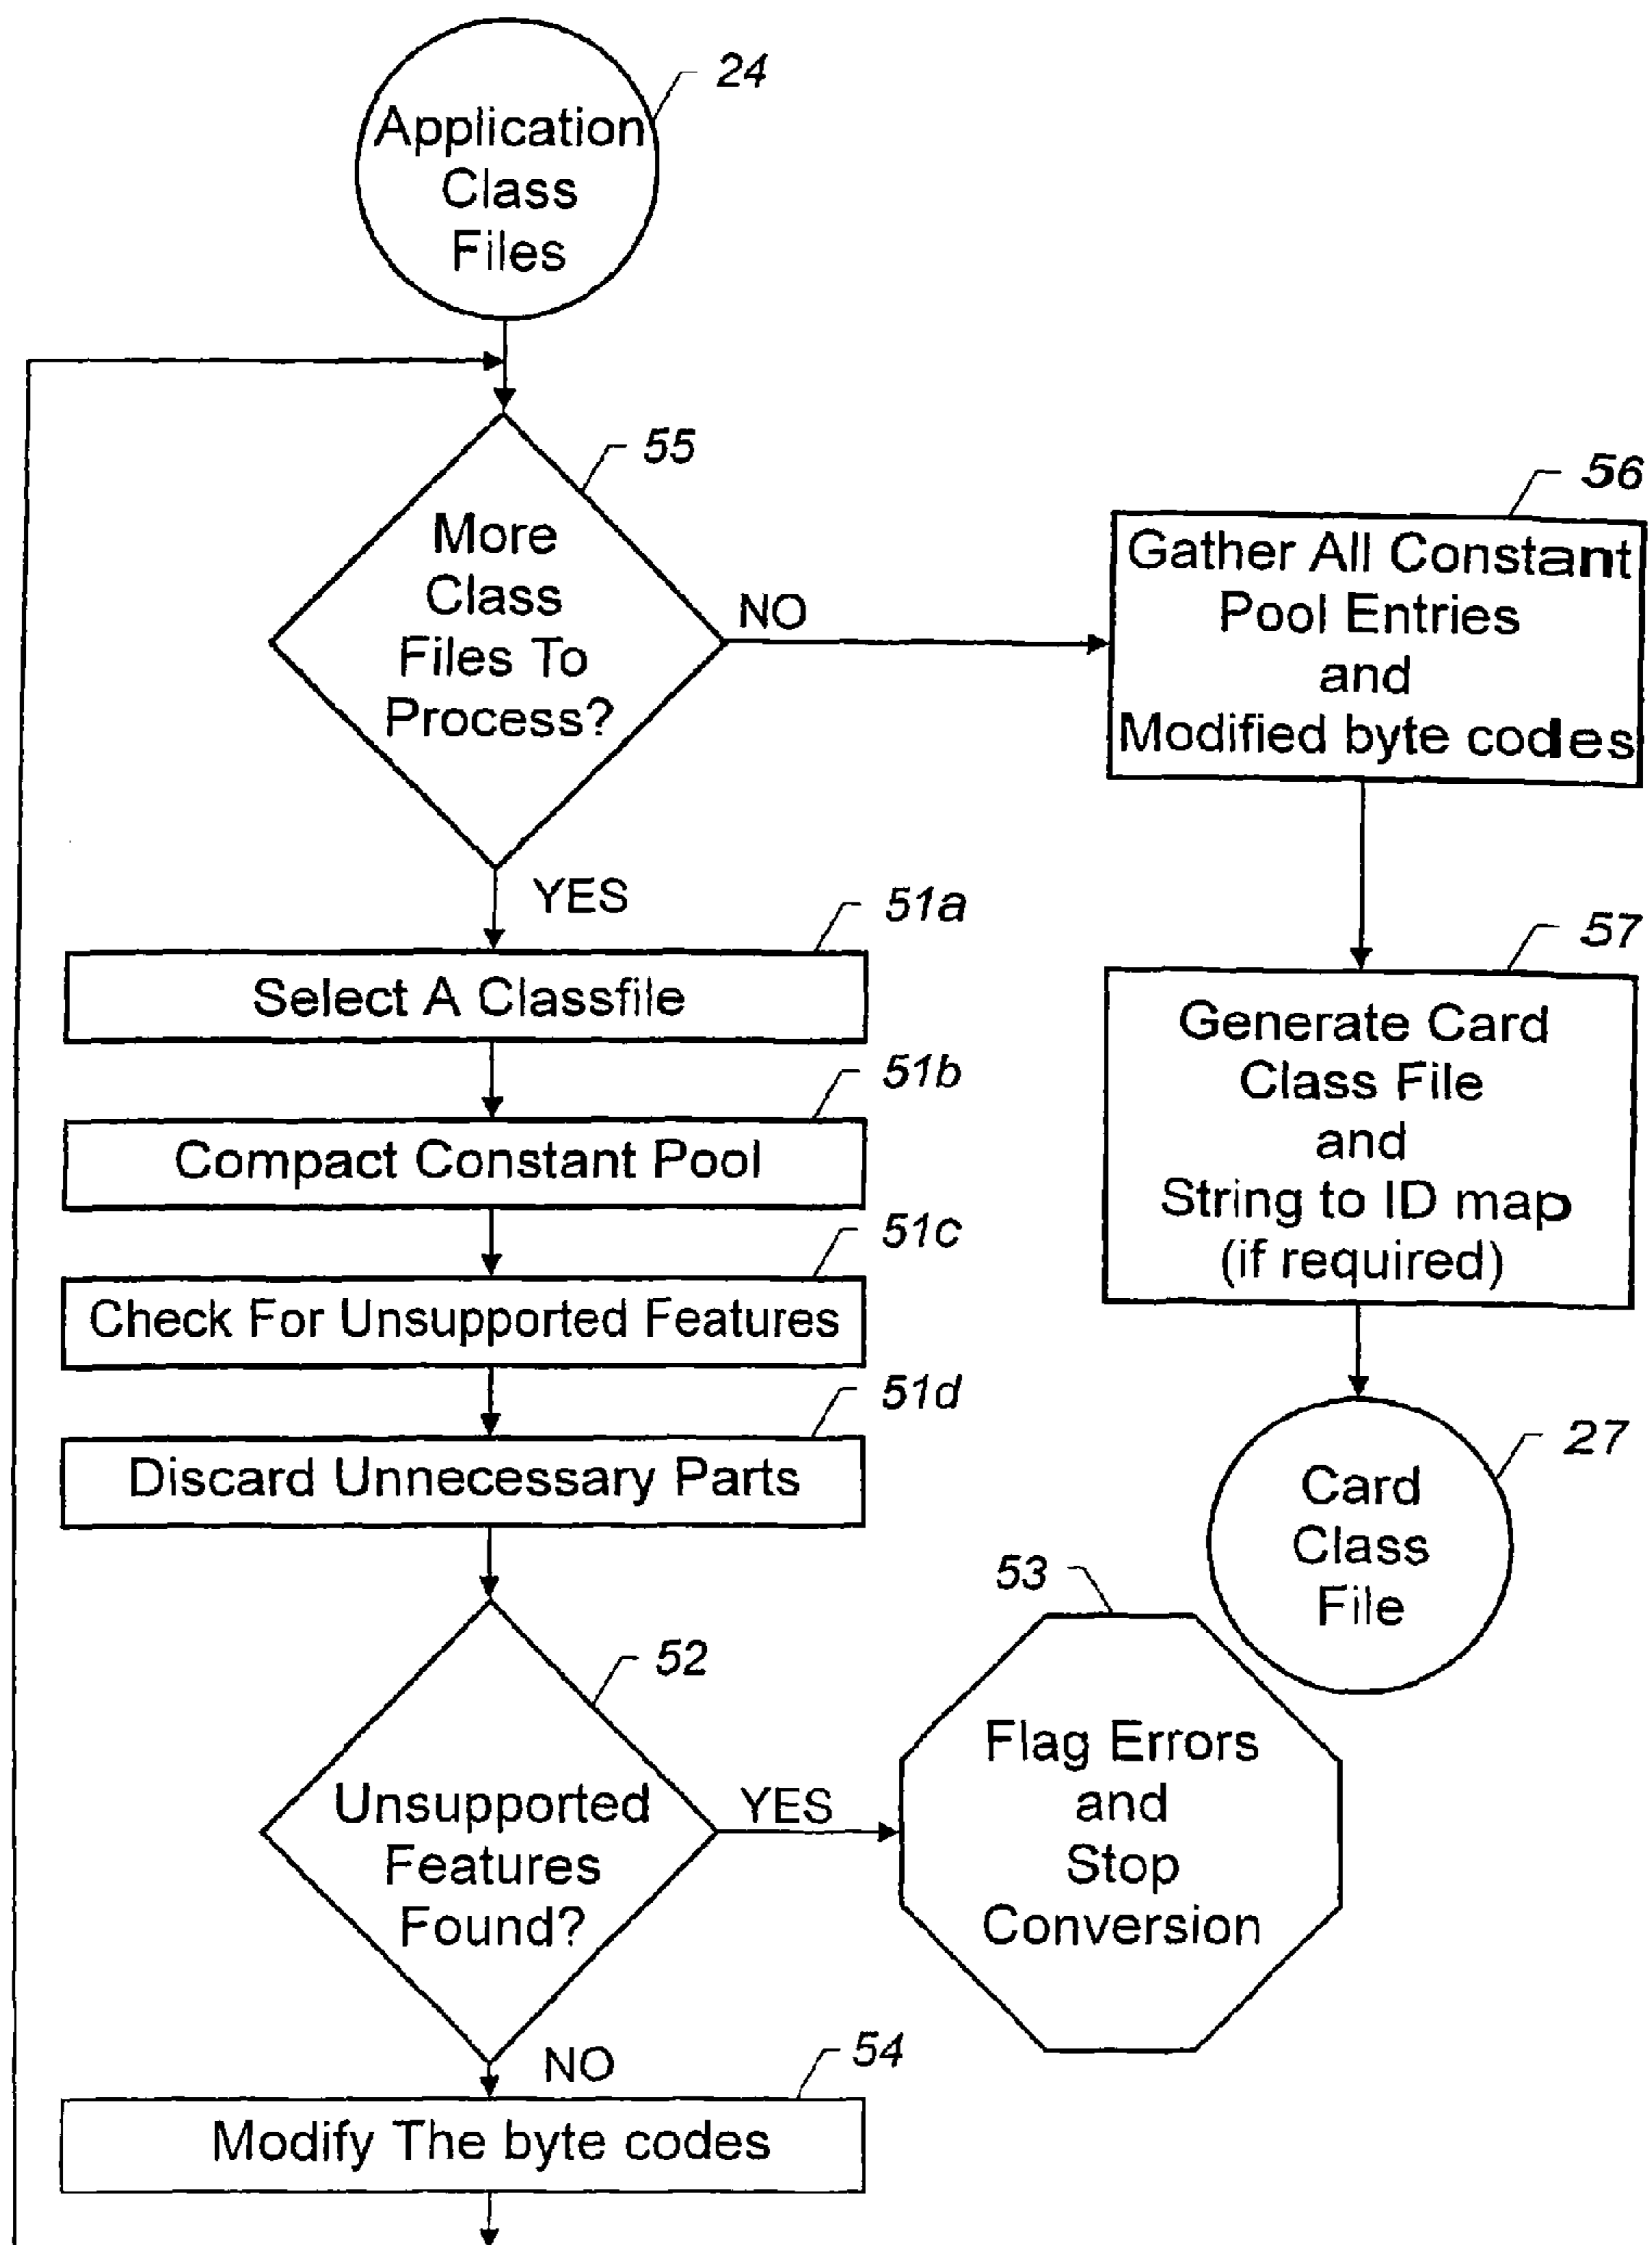 24
Application
Class
Files
55
More
Class
Files To
Process?
NO
YES
56
Gather All Constant
Pool Entries
and
Modified byte codes
57
Generate Card
Class File
and
String to ID map
(if required)
27
Card
Class
File
51a
Select A Classfile
51b
Compact Constant Pool
51c
Check For Unsupported Features
51d
Discard Unnecessary Parts
52
Unsupported
Features
Found?
YES
53
Flag Errors
and
Stop
Conversion
NO
54
Modify The byte codes